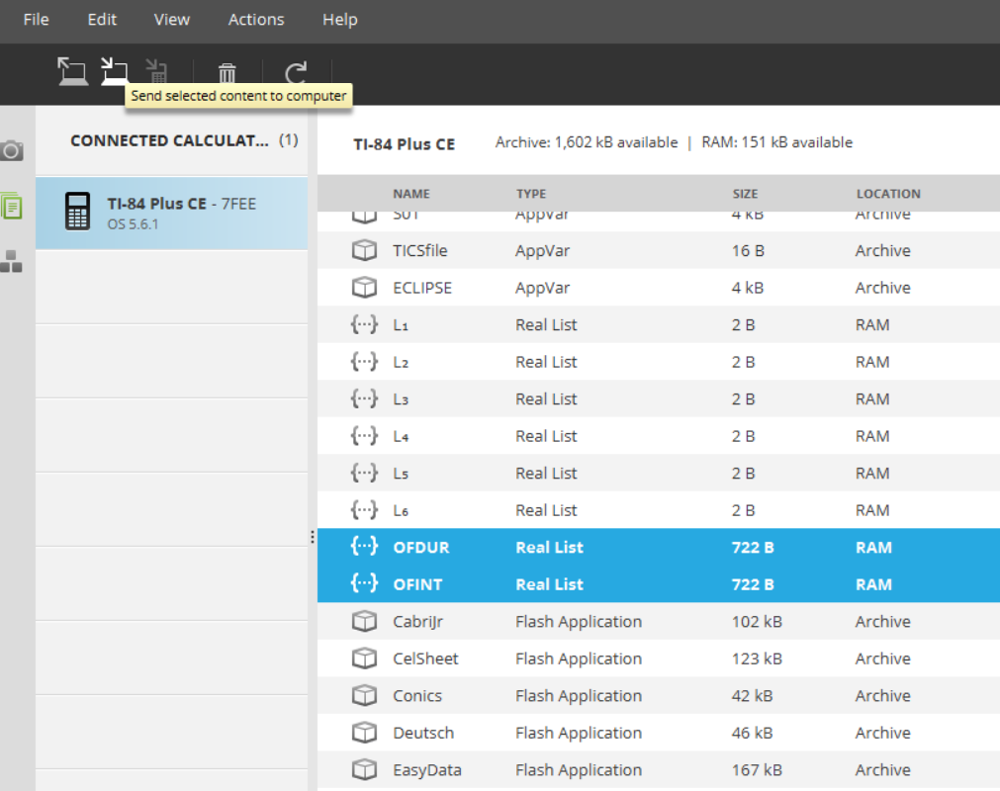 File Edit View Actions Help
Send selected content to computer
CONNECTED CALCULAT... (1)
TI-84 Plus CE Archive: 1,602 kB available | RAM: 151 kB available
TI-84 Plus CE - 7FEE
OS 5.6.1
NAME TYPE SIZE LOCATION
AppVar 4 kB Archive
TICSfile AppVar 16 B Archive
ECLIPSE AppVar 4 kB Archive
L₁ Real List 2 B RAM
L₂ Real List 2 B RAM
L₃ Real List 2 B RAM
L₄ Real List 2 B RAM
L₅ Real List 2 B RAM
L₆ Real List 2 B RAM
OFDUR Real List 722 B RAM
OFINT Real List 722 B RAM
CabriJr Flash Application 102 kB Archive
CelSheet Flash Application 123 kB Archive
Conics Flash Application 42 kB Archive
Deutsch Flash Application 46 kB Archive
EasyData Flash Application 167 kB Archive